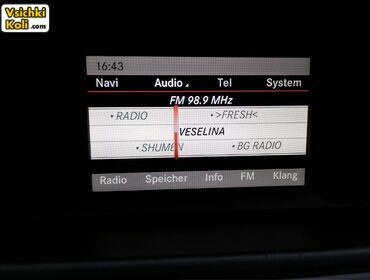 Vsichki
Koli.com
16:43
Navi Audio Tel System
FM 98.9 MHz
• RADIO • >FRESH<
VESELINA
• SHUMEN • BG RADIO
Radio Speicher Info FM Klang